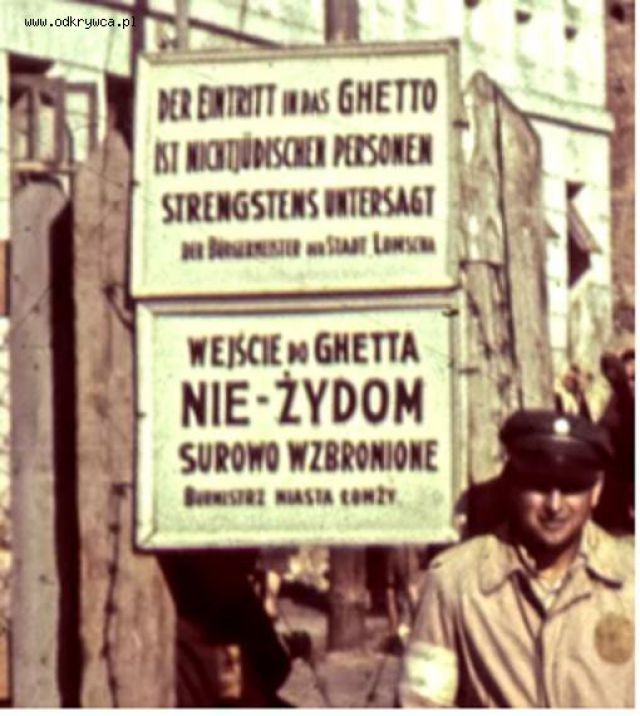 www.odkrywca.pl
DER EINTRITT IN DAS GHETTO
IST NICHTJÜDISCHEN PERSONEN
STRENGSTENS UNTERSAGT
DER BÜRGERMEISTER DER STADT LOMSCHA
WEJŚCIE DO GHETTA
NIE-ŻYDOM
SUROWO WZBRONIONE
BURMISTRZ MIASTA ŁOMŻY.